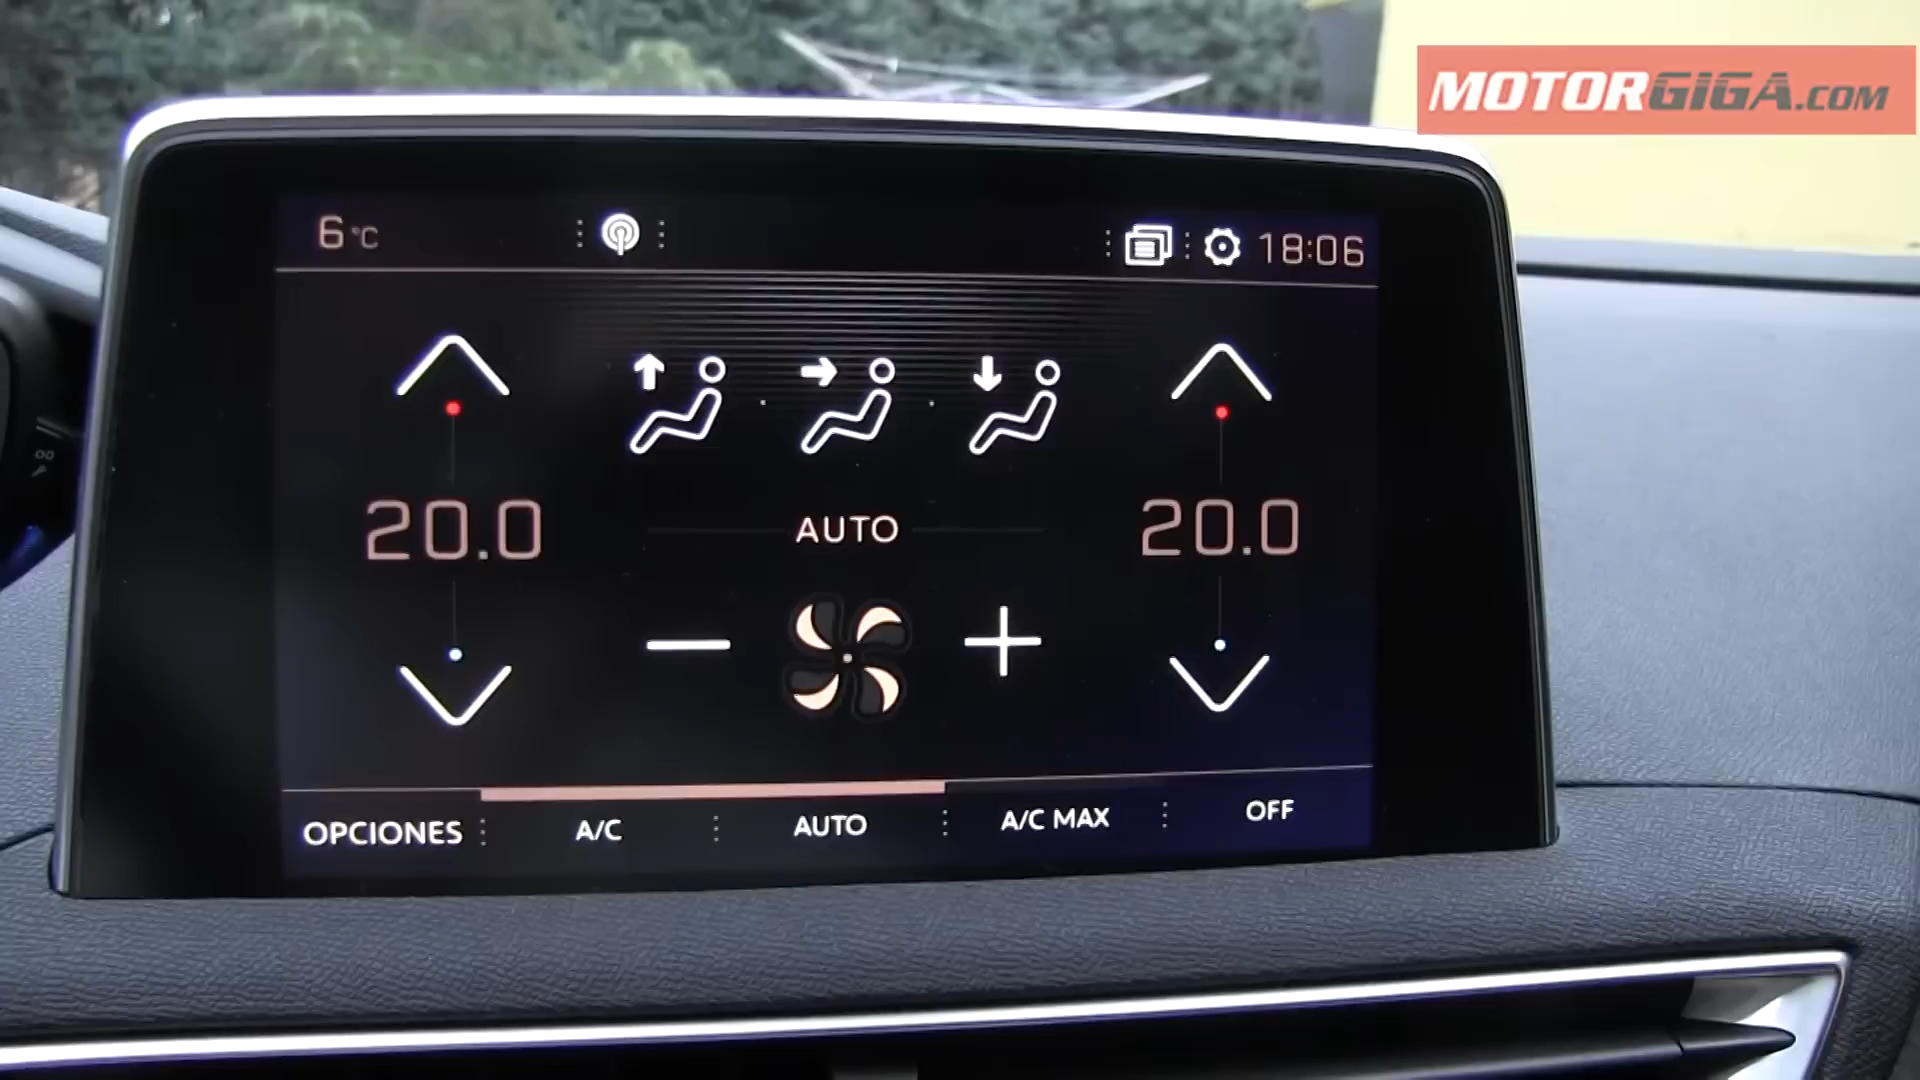 MOTORGIGA.COM
6°C
18:06
20.0
AUTO
20.0
OPCIONES
A/C
AUTO
A/C MAX
OFF